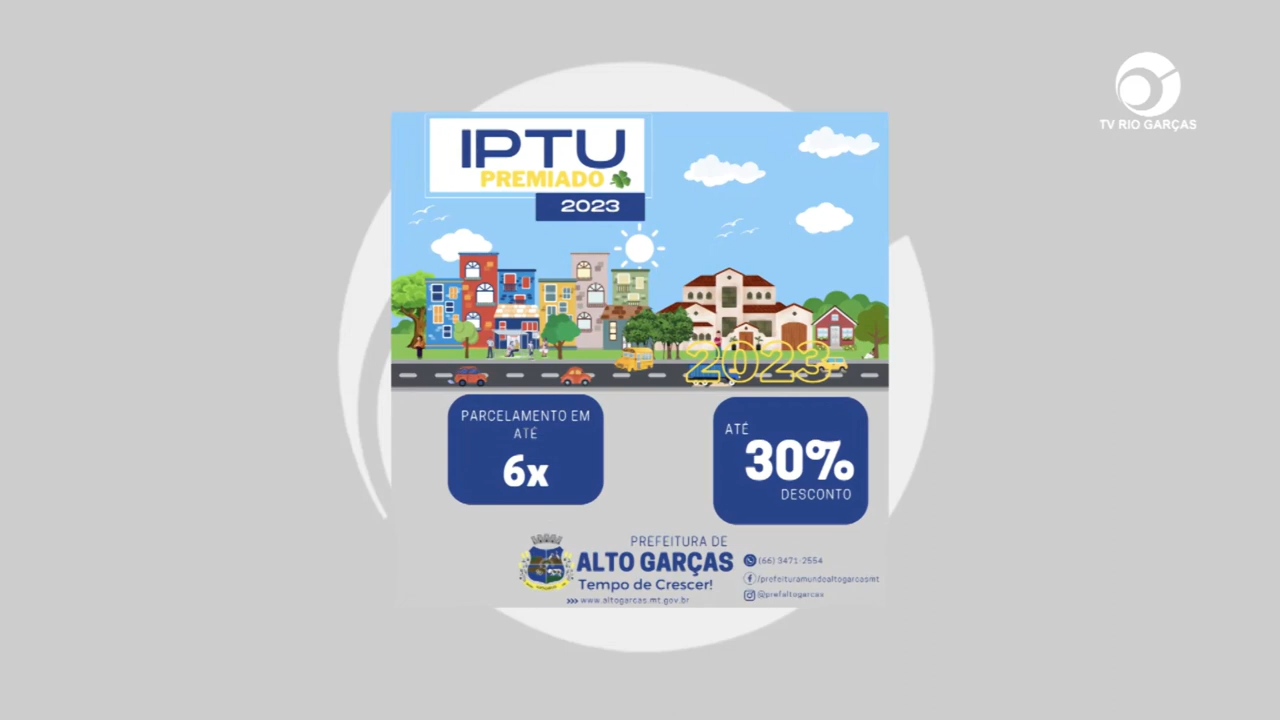 TV RIO GARÇAS
IPTU
PREMIADO
2023
2023
PARCELAMENTO EM
ATÉ
6x
ATÉ
30%
DESCONTO
PREFEITURA DE
ALTO GARÇAS
Tempo de Crescer!
>>> www.altogarcas.mt.gov.br
(66) 3471-2554
/prefeituramundealtogarcasmt
@prefaltogarcas